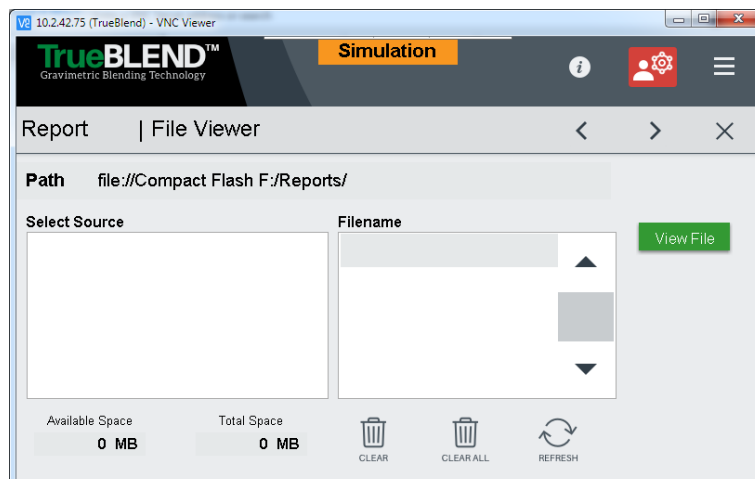 10.2.42.75 (TrueBlend) - VNC Viewer
TrueBLEND™
Gravimetric Blending Technology
Simulation
Report | File Viewer
Path file://Compact Flash F:/Reports/
Select Source
Filename
View File
Available Space
Total Space
0 MB
0 MB
CLEAR
CLEAR ALL
REFRESH